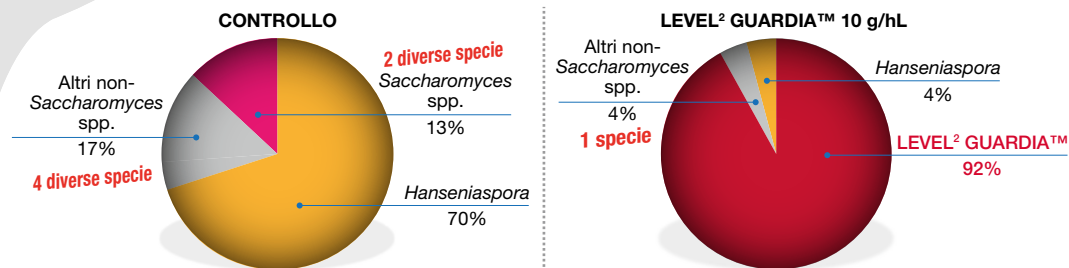 CONTROLLO
2 diverse specie
Saccharomyces
spp.
13%
Altri non-
Saccharomyces
spp.
17%
4 diverse specie
Hanseniaspora
70%
LEVEL² GUARDIA™ 10 g/hL
Altri non-
Saccharomyces
spp.
4%
1 specie
Hanseniaspora
4%
LEVEL² GUARDIA™
92%